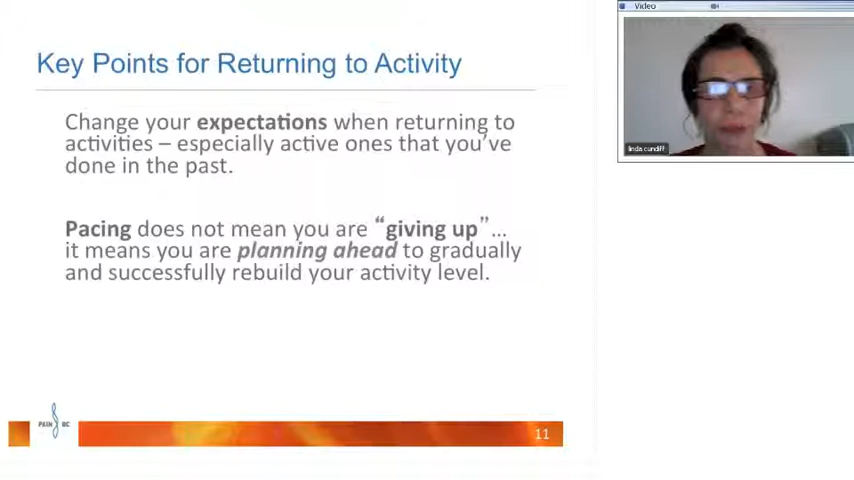 Video
Key Points for Returning to Activity
linda cundiff
Change your expectations when returning to
activities – especially active ones that you’ve
done in the past.
Pacing does not mean you are “giving up”...
it means you are planning ahead to gradually
and successfully rebuild your activity level.
PAIN BC
11